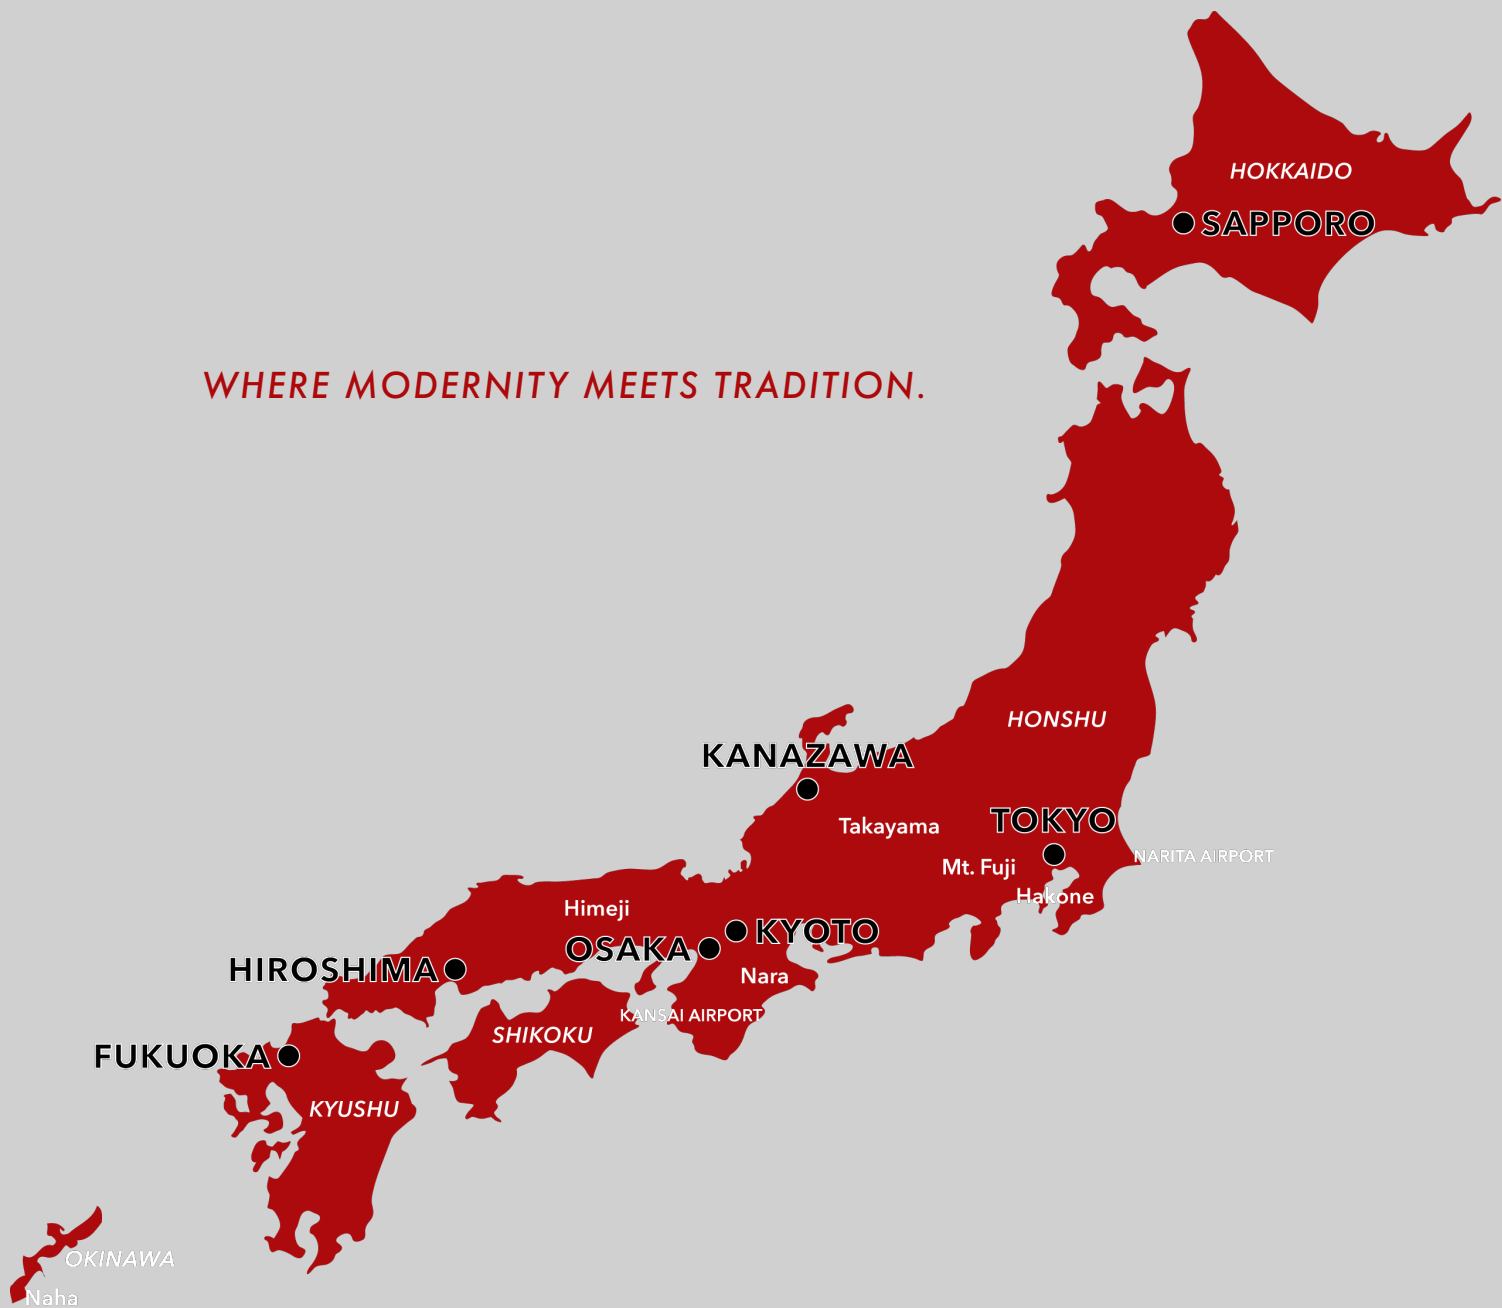 HOKKAIDO
SAPPORO
WHERE MODERNITY MEETS TRADITION.
HONSHU
KANAZAWA
TOKYO
Takayama
NARITA AIRPORT
Mt. Fuji
Hakone
Himeji
KYOTO
OSAKA
HIROSHIMA
Nara
KANSAI AIRPORT
SHIKOKU
FUKUOKA
KYUSHU
OKINAWA
Naha